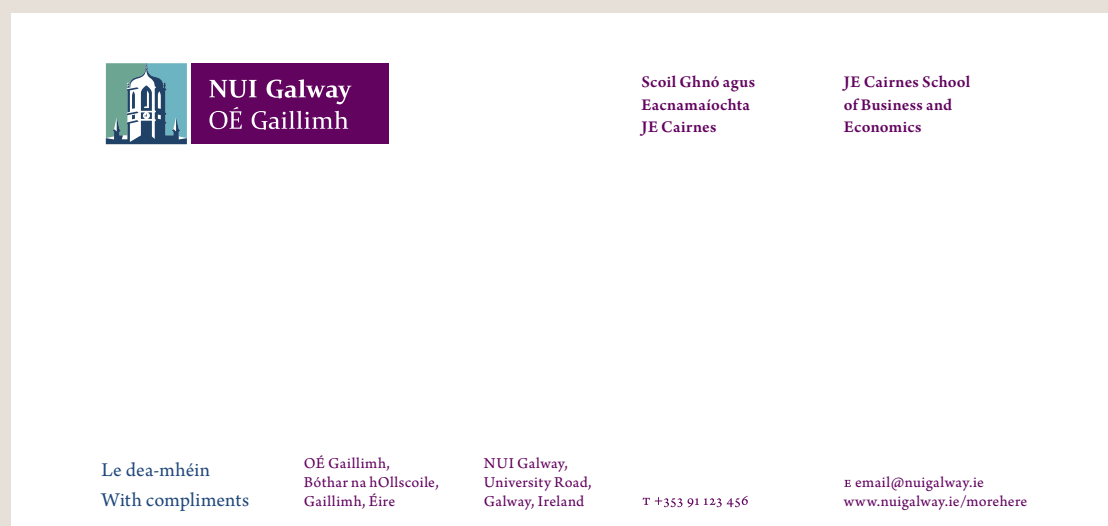 NUI Galway
OÉ Gaillimh
Scoil Ghnó agus
Eacnamaíochta
JE Cairnes
JE Cairnes School
of Business and
Economics
Le dea-mhéin
With compliments
OÉ Gaillimh,
Bóthar na hOllscoile,
Gaillimh, Éire
NUI Galway,
University Road,
Galway, Ireland
T +353 91 123 456
E email@nuigalway.ie
www.nuigalway.ie/morehere